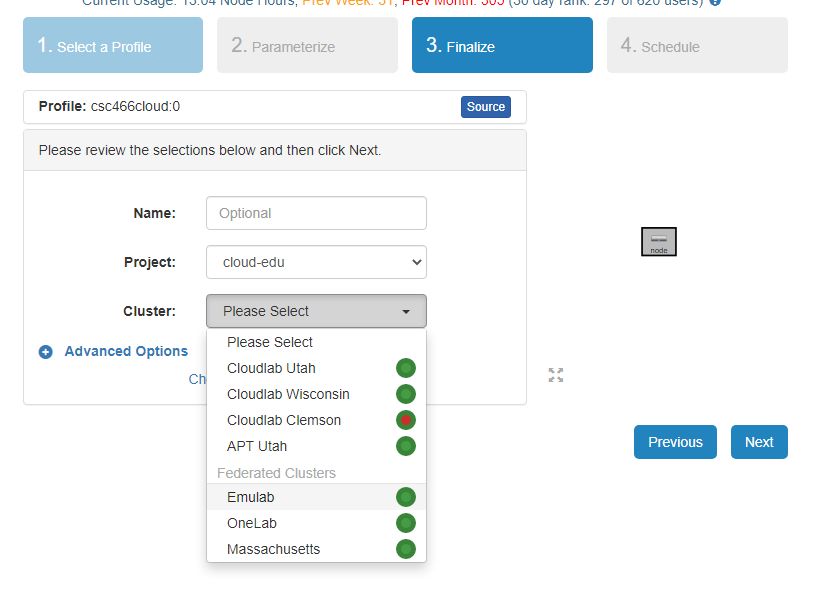 Current Usage: 13.04 Node Hours, Prev Week: 51, Prev Month: 305 (30 day rank: 297 of 620 users)
1. Select a Profile
2. Parameterize
3. Finalize
4. Schedule
Profile: csc466cloud:0
Source
Please review the selections below and then click Next.
Name: Optional
Project: cloud-edu
Cluster: Please Select
Please Select
Advanced Options
Cloudlab Utah
Ch
Cloudlab Wisconsin
Cloudlab Clemson
APT Utah
Federated Clusters
Emulab
OneLab
Massachusetts
node
Previous
Next